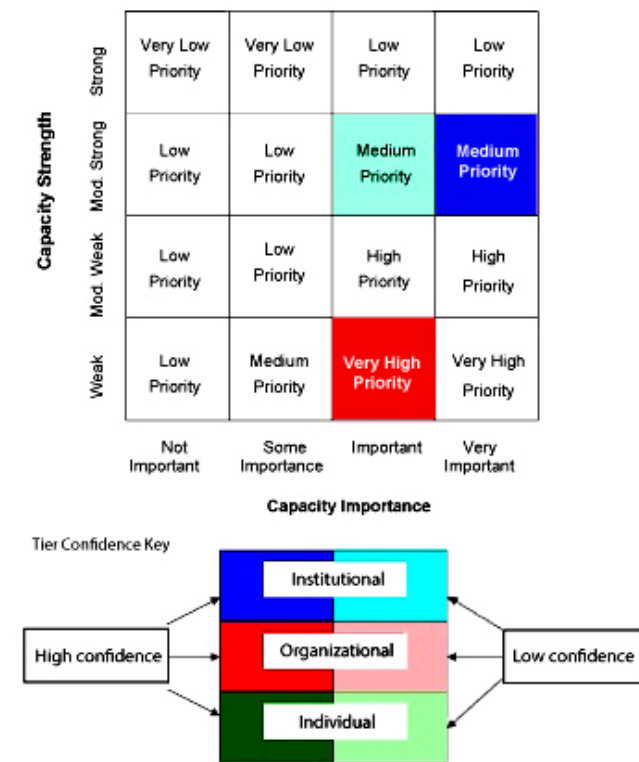 Capacity Strength
Strong
Very Low
Priority
Very Low
Priority
Low
Priority
Low
Priority
Mod. Strong
Low
Priority
Low
Priority
Medium
Priority
Medium
Priority
Mod. Weak
Low
Priority
Low
Priority
High
Priority
High
Priority
Weak
Low
Priority
Medium
Priority
Very High
Priority
Very High
Priority
Not
Important
Some
Importance
Important
Very
Important
Capacity Importance
Tier Confidence Key
Institutional
High confidence
Organizational
Low confidence
Individual